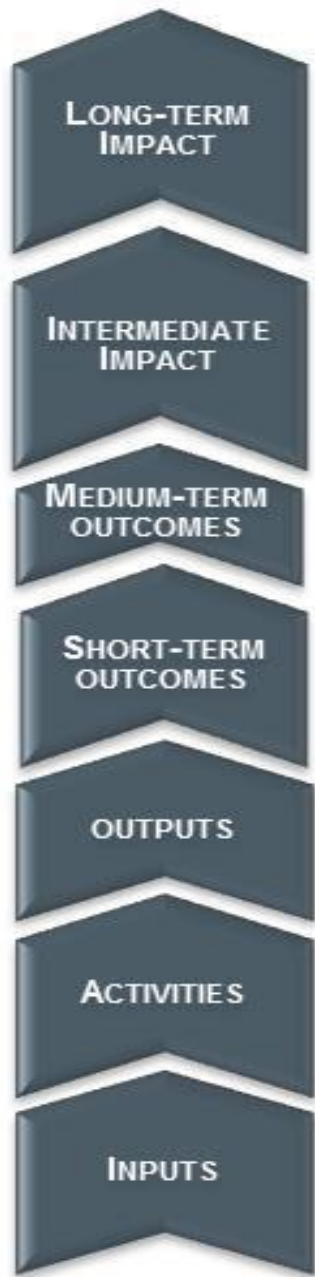 LONG-TERM
IMPACT
INTERMEDIATE
IMPACT
MEDIUM-TERM
OUTCOMES
SHORT-TERM
OUTCOMES
OUTPUTS
ACTIVITIES
INPUTS